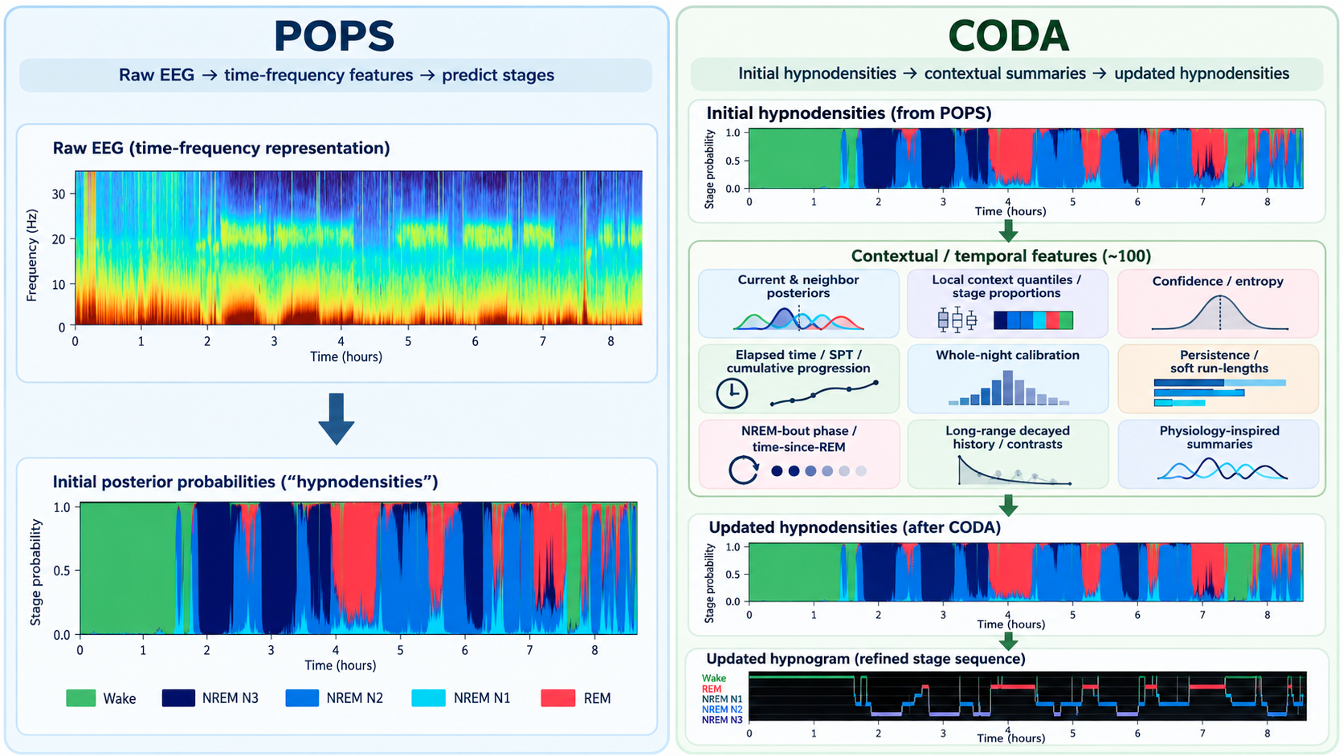 POPS
Raw EEG → time-frequency features → predict stages
Raw EEG (time-frequency representation)
Frequency (Hz)
30
20
10
0
0 1 2 3 4 5 6 7 8
Time (hours)
Initial posterior probabilities (“hypnodensities”)
Stage probability
1.0
0.5
0.0
0 1 2 3 4 5 6 7 8
Time (hours)
Wake
NREM N3
NREM N2
NREM N1
REM
CODA
Initial hypnodensities → contextual summaries → updated hypnodensities
Initial hypnodensities (from POPS)
Stage probability
1.0
0.5
0.0
0 1 2 3 4 5 6 7 8
Time (hours)
Contextual / temporal features (~100)
Current & neighbor
posteriors
Local context quantiles /
stage proportions
Confidence / entropy
Elapsed time / SPT /
cumulative progression
Whole-night calibration
Persistence /
soft run-lengths
NREM-bout phase /
time-since-REM
Long-range decayed
history / contrasts
Physiology-inspired
summaries
Updated hypnodensities (after CODA)
Stage probability
1.0
0.5
0.0
0 1 2 3 4 5 6 7 8
Time (hours)
Updated hypnogram (refined stage sequence)
Wake
REM
NREM N1
NREM N2
NREM N3
0 1 2 3 4 5 6 7 8
Time (hours)